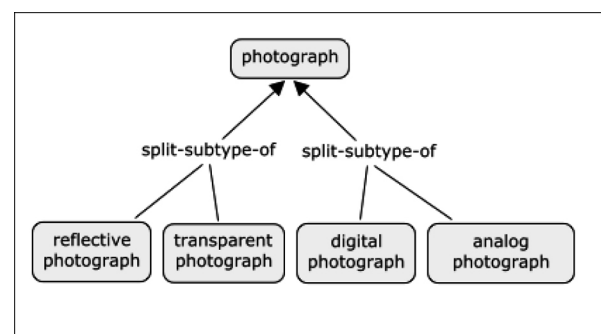 photograph
split-subtype-of
split-subtype-of
reflective
photograph
transparent
photograph
digital
photograph
analog
photograph